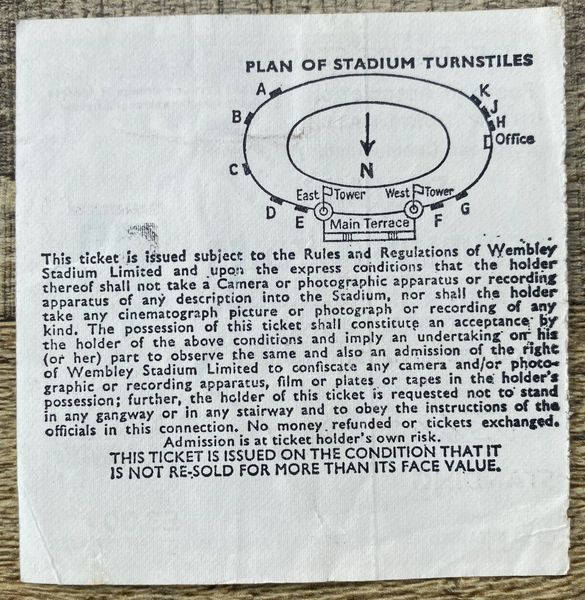 PLAN OF STADIUM TURNSTILES
A
B
C
D
E
K
J
H
Office
N
East Tower
West Tower
Main Terrace
F
G
This ticket is issued subject to the Rules and Regulations of Wembley
Stadium Limited and upon the express conditions that the holder
thereof shall not take a Camera or photographic apparatus or recording
apparatus of any description into the Stadium, nor shall the holder
take any cinematograph picture or photograph or recording of any
kind. The possession of this ticket shall constitute an acceptance by
the holder of the above conditions and imply an undertaking on his
(or her) part to observe the same and also an admission of the right
of Wembley Stadium Limited to confiscate any camera and/or photo-
graphic or recording apparatus, film or plates or tapes in the holder's
possession; further, the holder of this ticket is requested not to stand
in any gangway or in any stairway and to obey the instructions of the
officials in this connection. No money refunded or tickets exchanged.
Admission is at ticket holder's own risk.
THIS TICKET IS ISSUED ON THE CONDITION THAT IT
IS NOT RE-SOLD FOR MORE THAN ITS FACE VALUE.